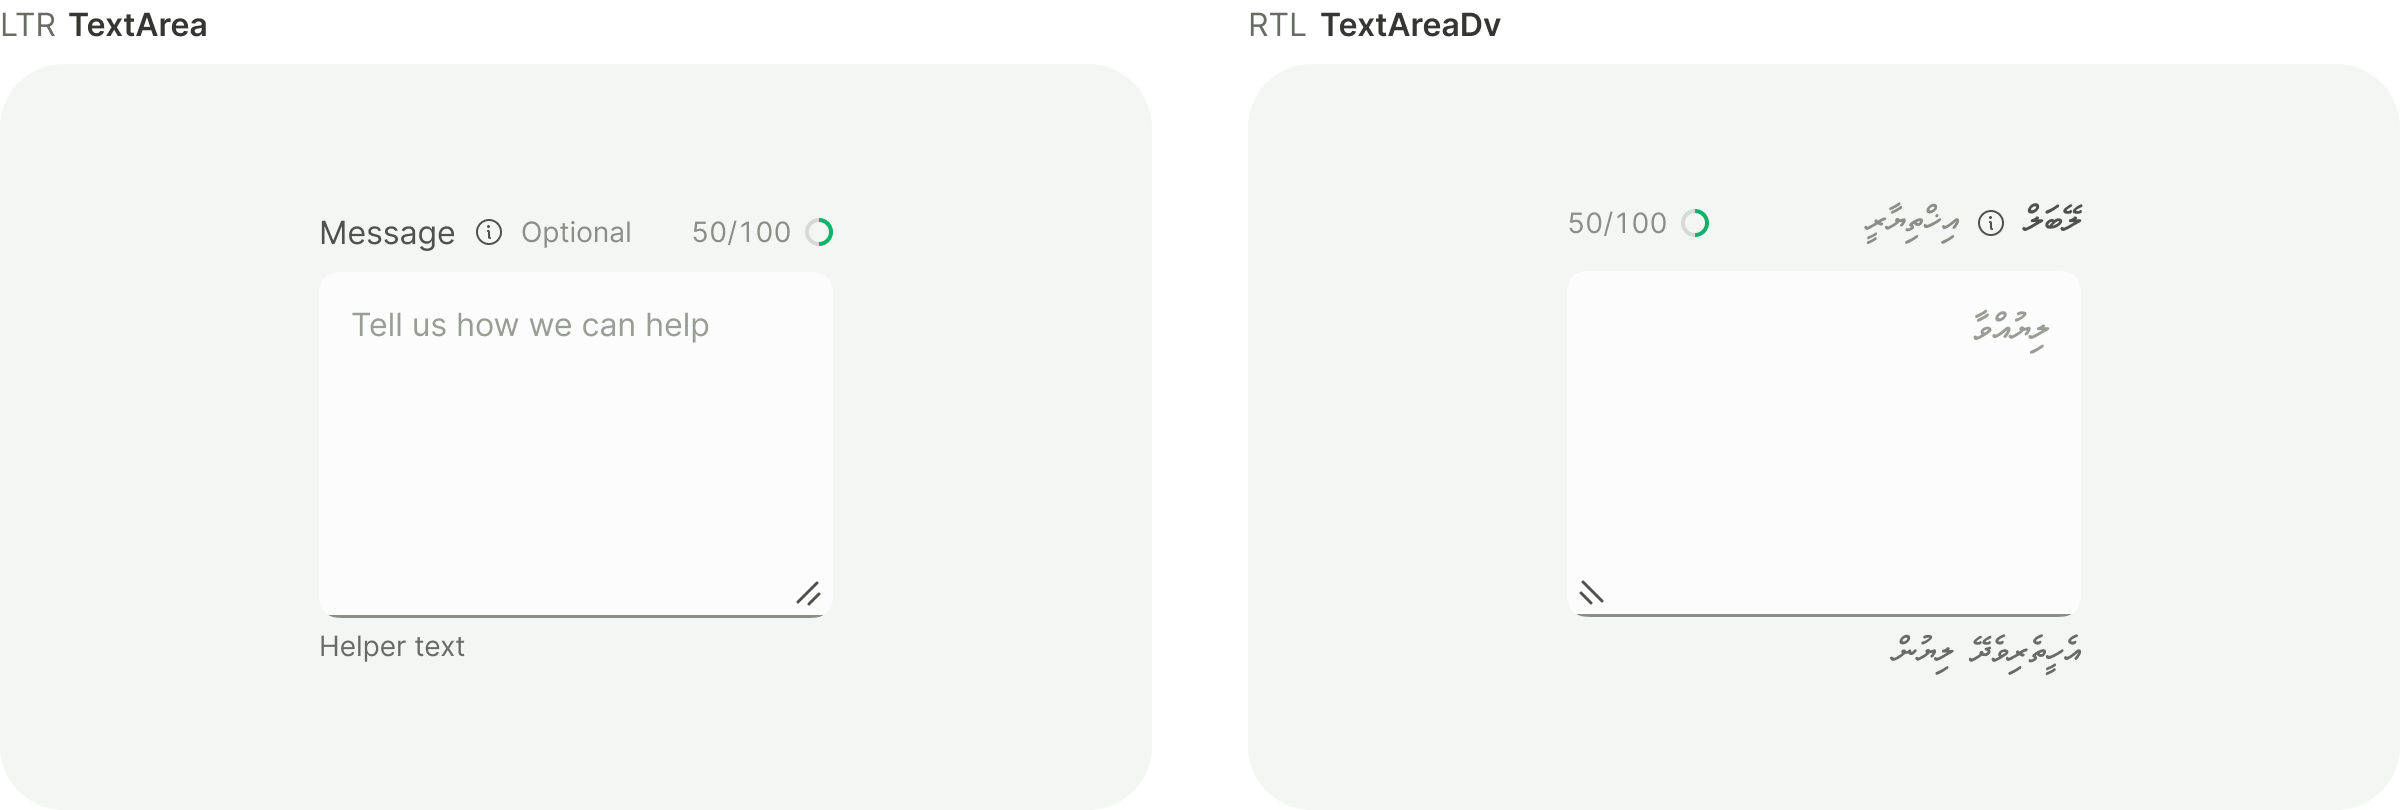 LTR TextArea
Message Optional 50/100
Tell us how we can help
Helper text
RTL TextAreaDv
ލޭބަލް އިޚްތިޔާރީ 50/100
ލިޔުއްވާ
އެހީތެރިވެދޭ ލިޔުން